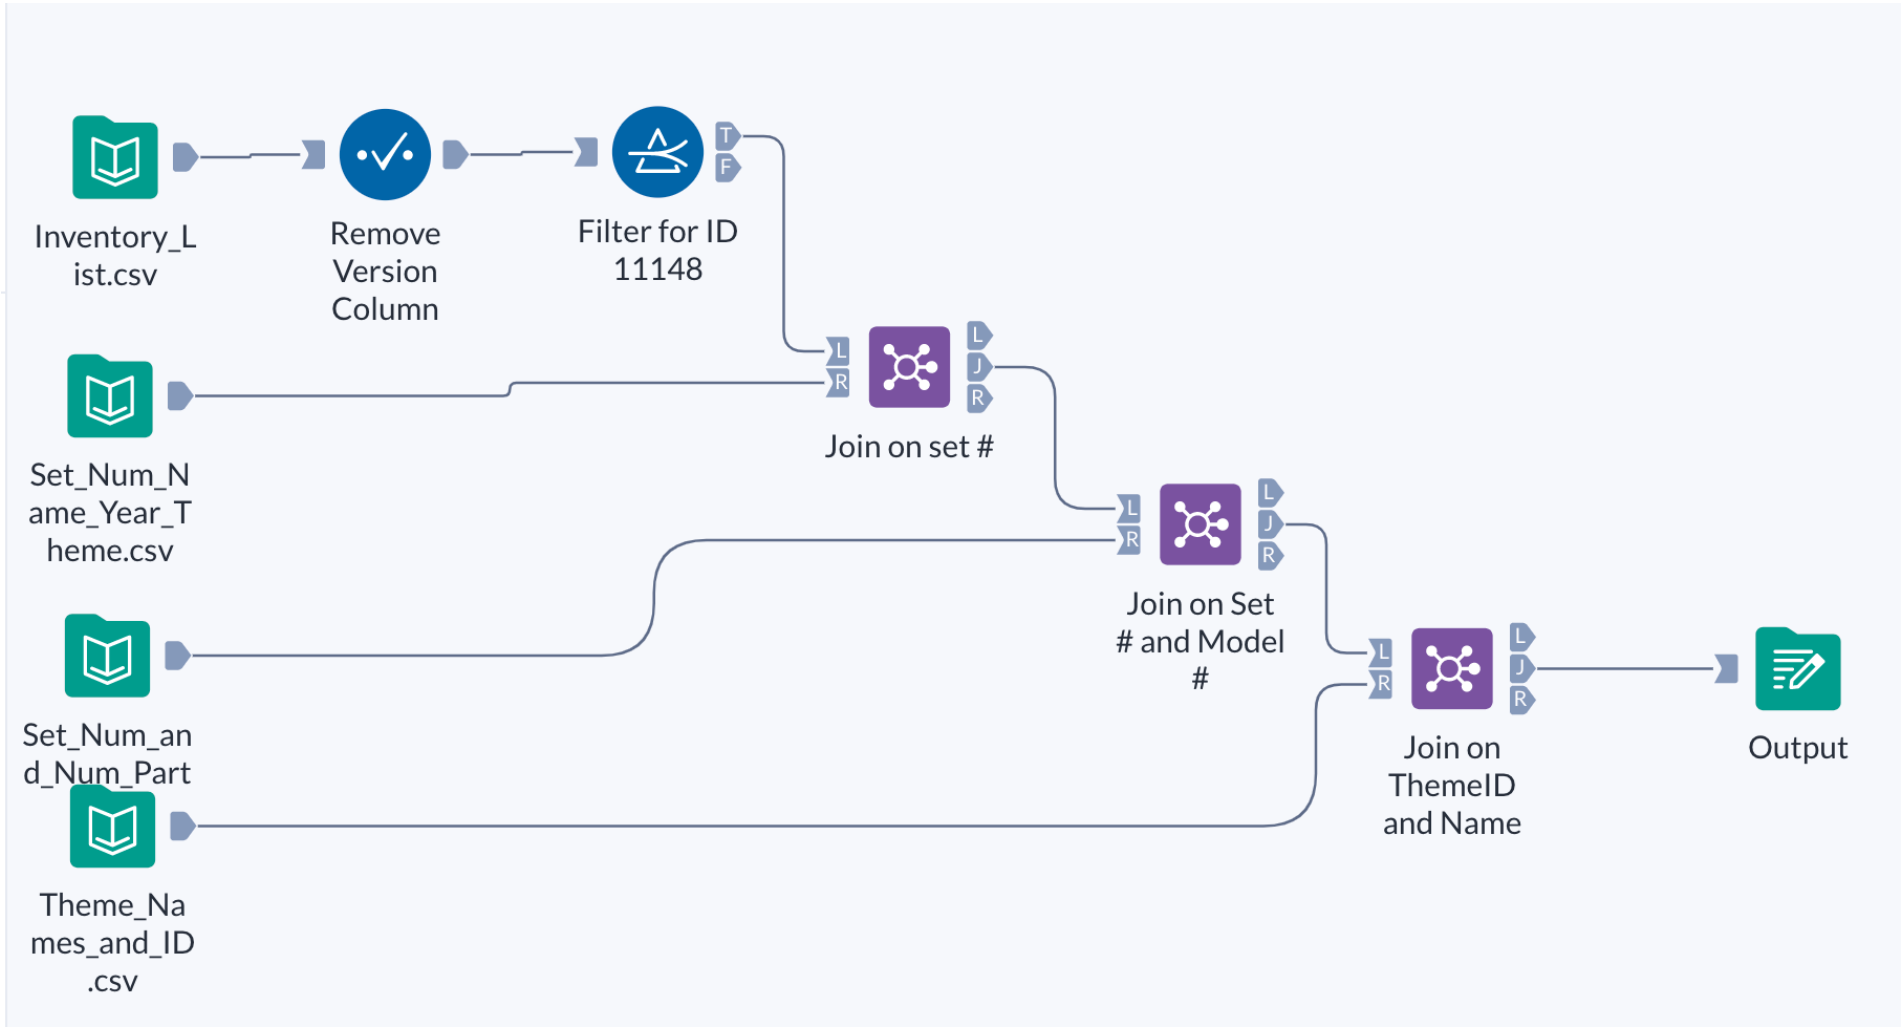 T
F
Inventory_L
ist.csv
Remove
Version
Column
Filter for ID
11148
L
R
L
J
R
Join on set #
Set_Num_N
ame_Year_T
heme.csv
L
R
L
J
R
Join on Set
# and Model
#
Set_Num_an
d_Num_Part
L
R
L
J
R
Join on
ThemeID
and Name
Output
Theme_Na
mes_and_ID
.csv